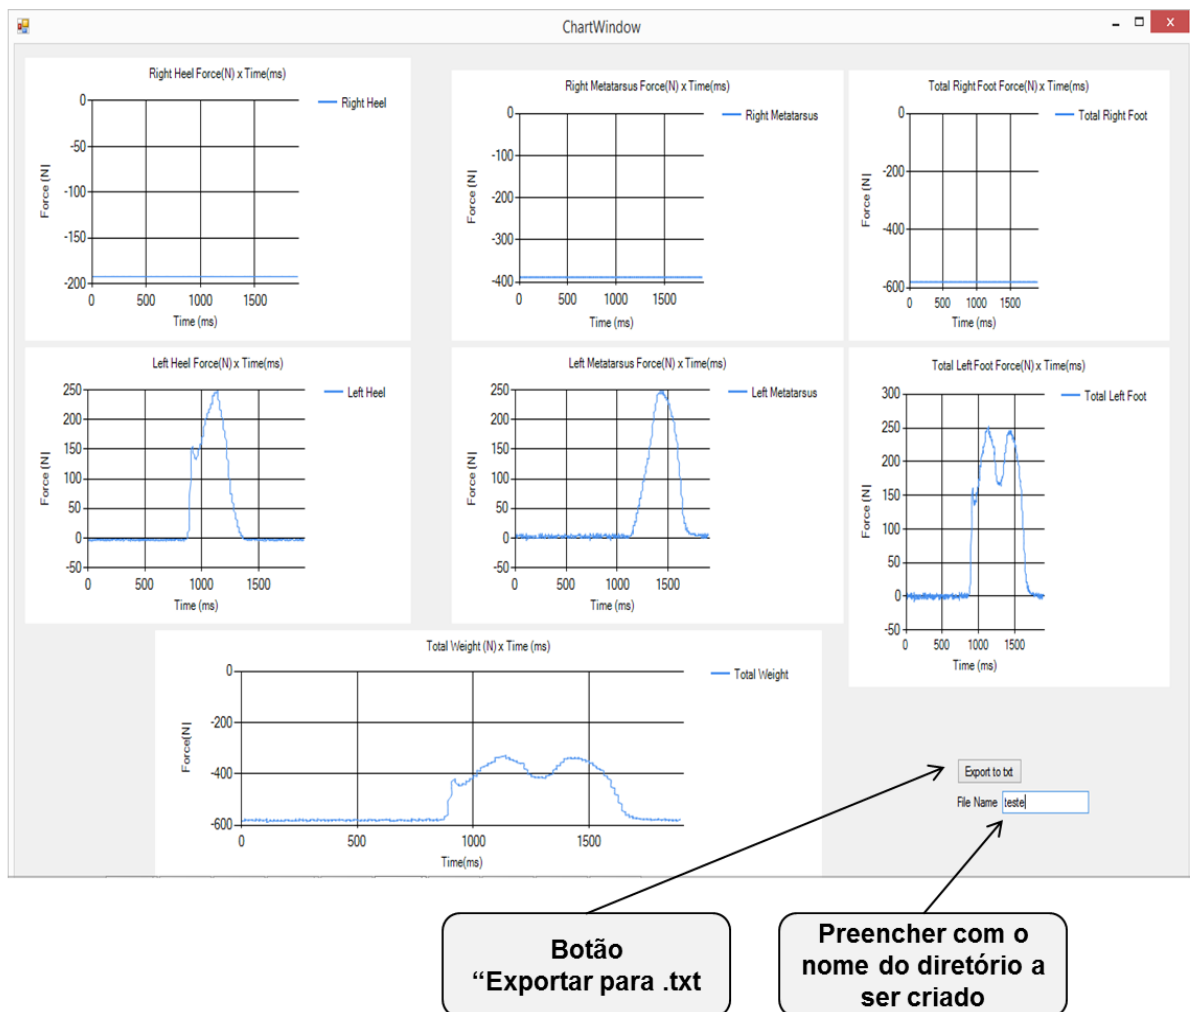 ChartWindow
Right Heel Force(N) x Time(ms)
Right Heel
0
-50
-100
-150
-200
Force (N|
0 500 1000 1500
Time (ms)
Right Metatarsus Force(N) x Time(ms)
Right Metatarsus
0
-100
-200
-300
-400
Force (N|
0 500 1000 1500
Time (ms)
Total Right Foot Force(N) x Time(ms)
Total Right Foot
0
-200
-400
-600
Force (N|
0 500 1000 1500
Time (ms)
Left Heel Force(N) x Time(ms)
Left Heel
250
200
150
100
50
0
-50
Force (N|
0 500 1000 1500
Time (ms)
Left Metatarsus Force(N) x Time(ms)
Left Metatarsus
250
200
150
100
50
0
-50
Force (N|
0 500 1000 1500
Time (ms)
Total Left Foot Force(N) x Time(ms)
Total Left Foot
300
250
200
150
100
50
0
-50
Force (N|
0 500 1000 1500
Time (ms)
Total Weight (N) x Time (ms)
Total Weight
0
-200
-400
-600
Force(N|
0 500 1000 1500
Time(ms)
Export to txt
File Name teste
Botão
“Exportar para .txt
Preencher com o
nome do diretório a
ser criado